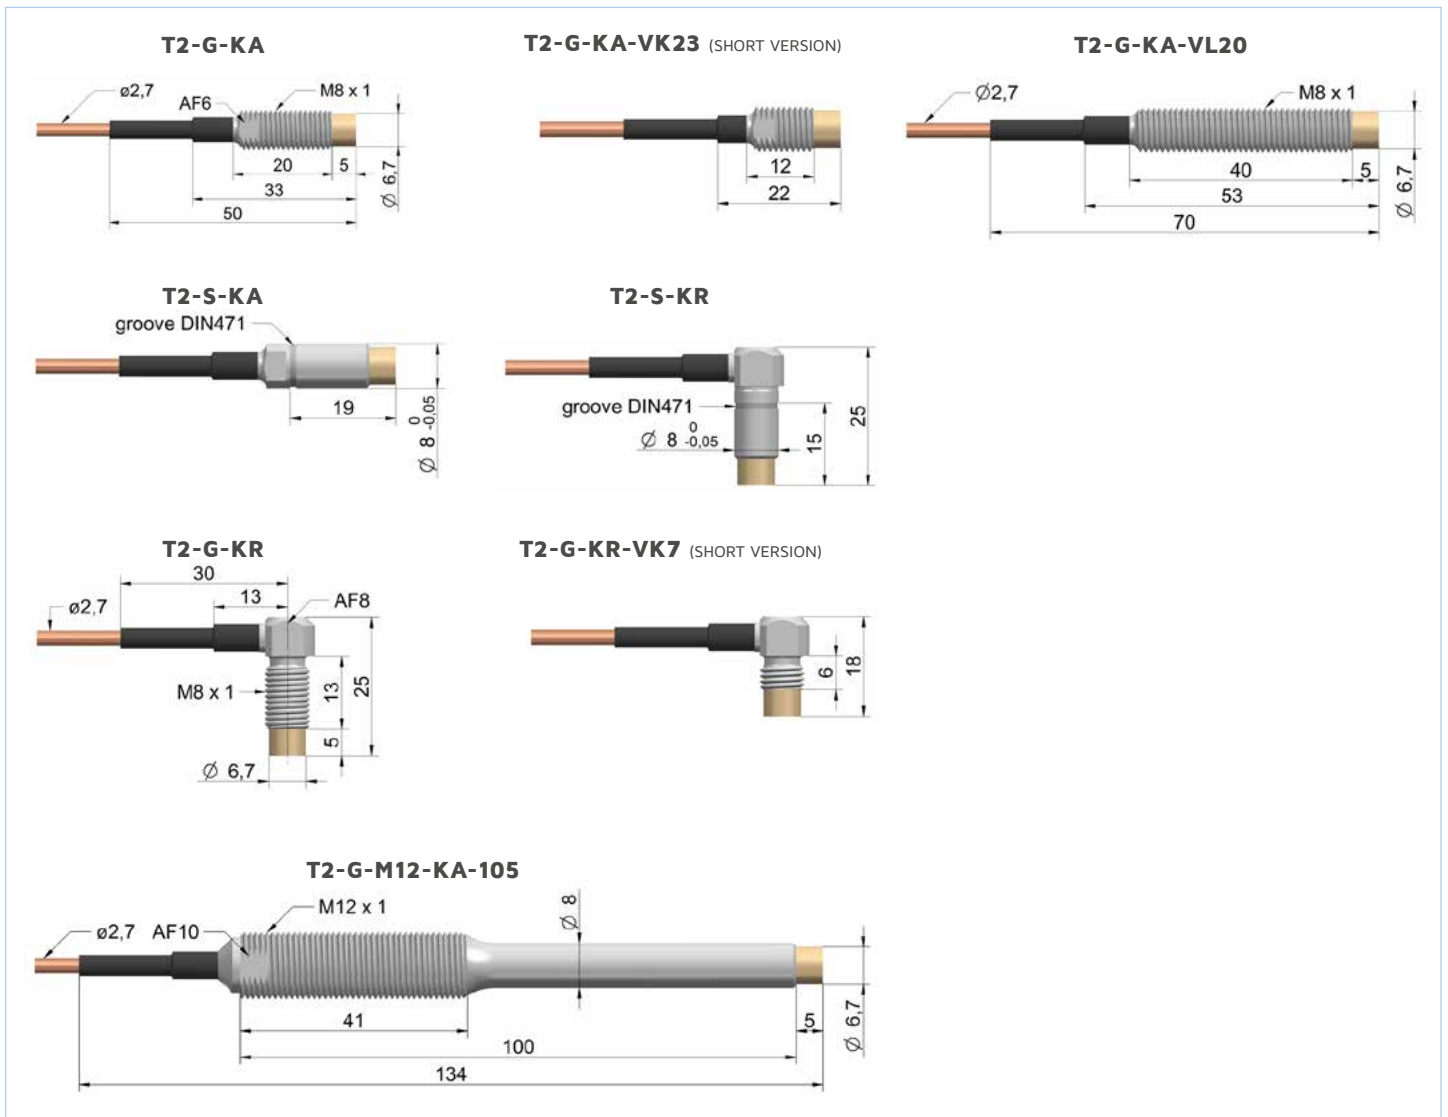 T2-G-KA
ø2,7
AF6
M8 x 1
20
5
33
50
Ø 6,7
T2-G-KA-VK23 (SHORT VERSION)
12
22
T2-G-KA-VL20
Ø2,7
M8 x 1
40
5
53
70
Ø 6,7
T2-S-KA
groove DIN471
19
Ø 8 0 -0,05
T2-S-KR
groove DIN471
Ø 8 0 -0,05
15
25
T2-G-KR
30
13
ø2,7
AF8
M8 x 1
13
25
5
Ø 6,7
T2-G-KR-VK7 (SHORT VERSION)
6
18
T2-G-M12-KA-105
M12 x 1
ø2,7
AF10
Ø 8
41
5
100
134
Ø 6,7